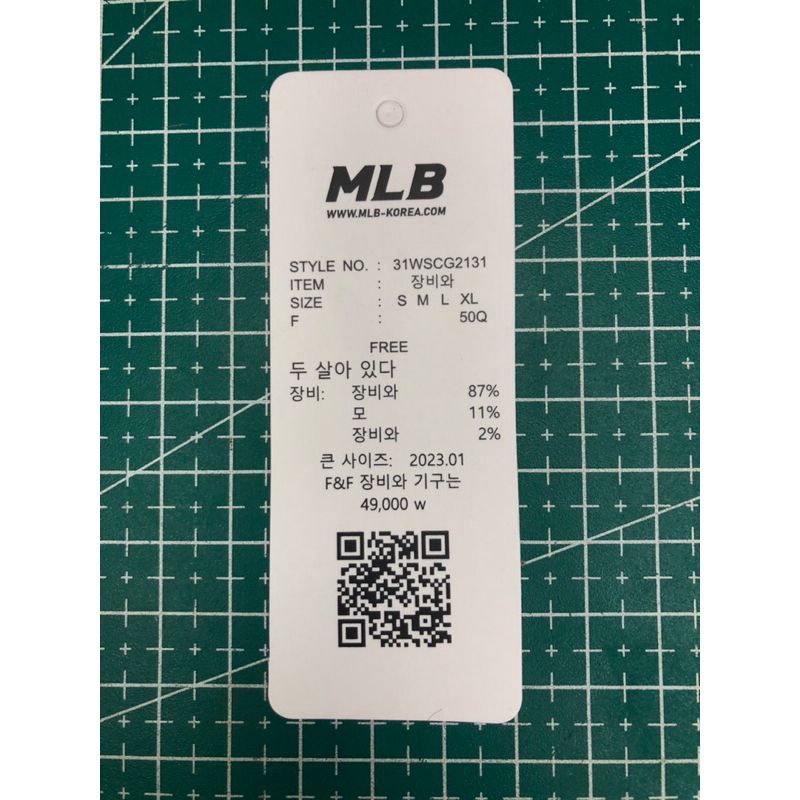 MLB
WWW.MLB-KOREA.COM
STYLE NO. : 31WSCG2131
ITEM : 장비와
SIZE : S M L XL
F : 50Q
FREE
두 살아 있다
장비: 장비와 87%
모 11%
장비와 2%
큰 사이즈: 2023.01
F&F 장비와 기구는
49,000 w